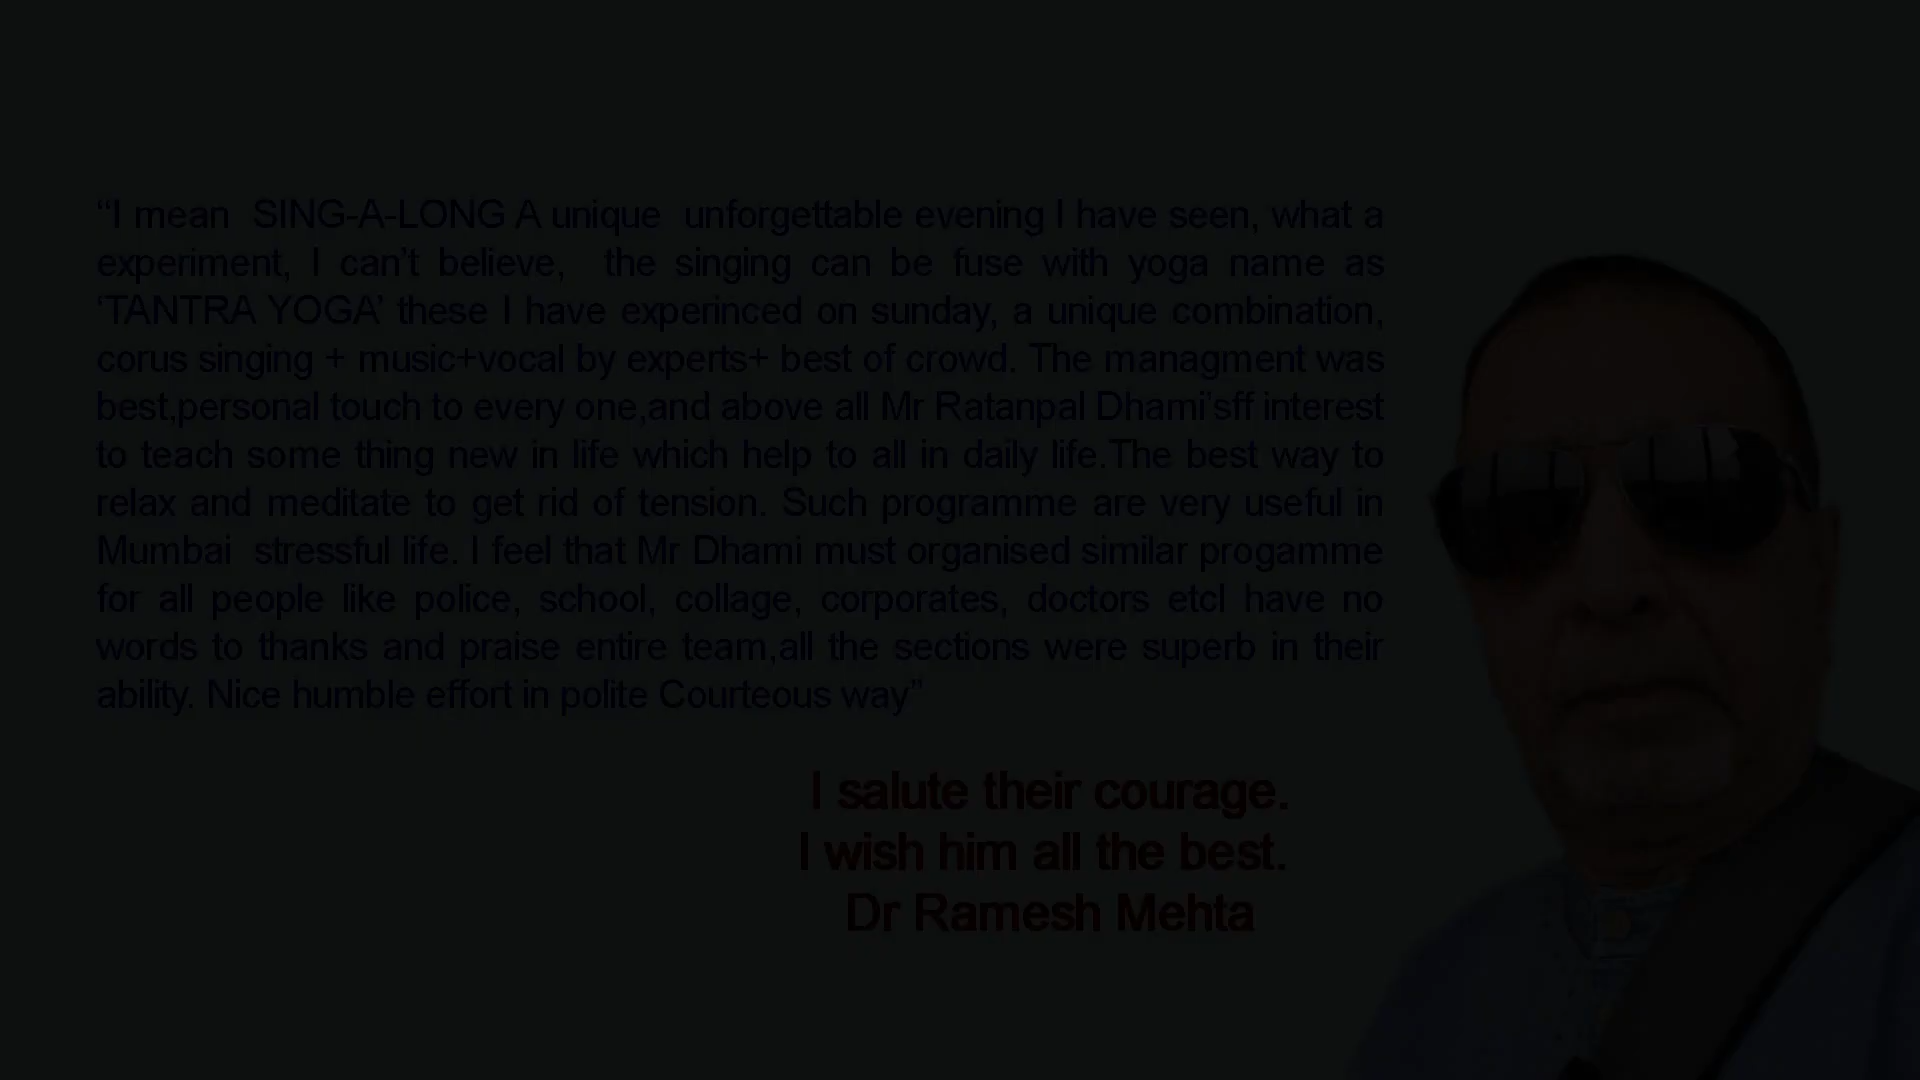 “I mean SING-A-LONG A unique unforgettable evening I have seen, what a
experiment, I can’t believe, the singing can be fuse with yoga name as
‘TANTRA YOGA’ these I have experinced on sunday, a unique combination,
corus singing + music+vocal by experts+ best of crowd. The managment was
best,personal touch to every one,and above all Mr Ratanpal Dhami’sff interest
to teach some thing new in life which help to all in daily life.The best way to
relax and meditate to get rid of tension. Such programme are very useful in
Mumbai stressful life. I feel that Mr Dhami must organised similar progamme
for all people like police, school, collage, corporates, doctors etcI have no
words to thanks and praise entire team,all the sections were superb in their
ability. Nice humble effort in polite Courteous way”
I salute their courage.
I wish him all the best.
Dr Ramesh Mehta